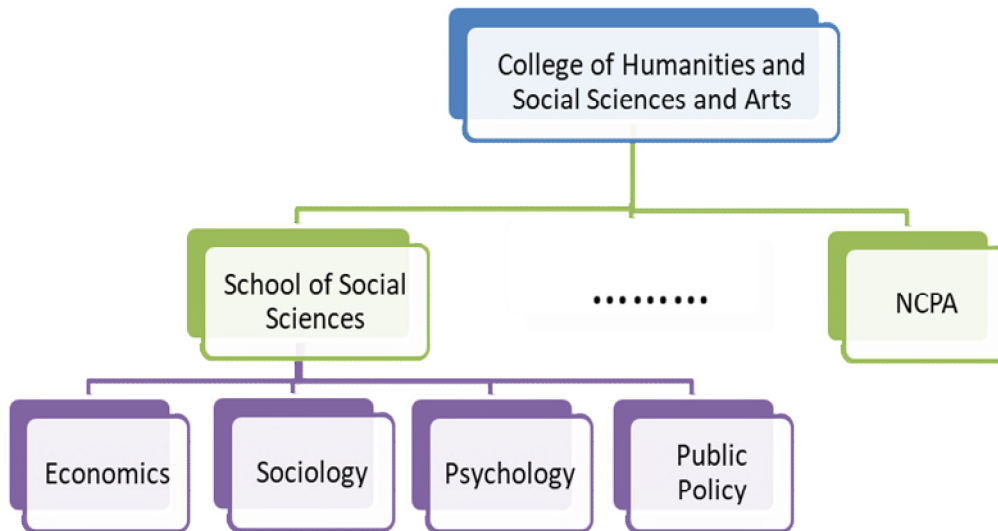 College of Humanities and
Social Sciences and Arts
School of Social
Sciences
.........
NCPA
Economics
Sociology
Psychology
Public
Policy